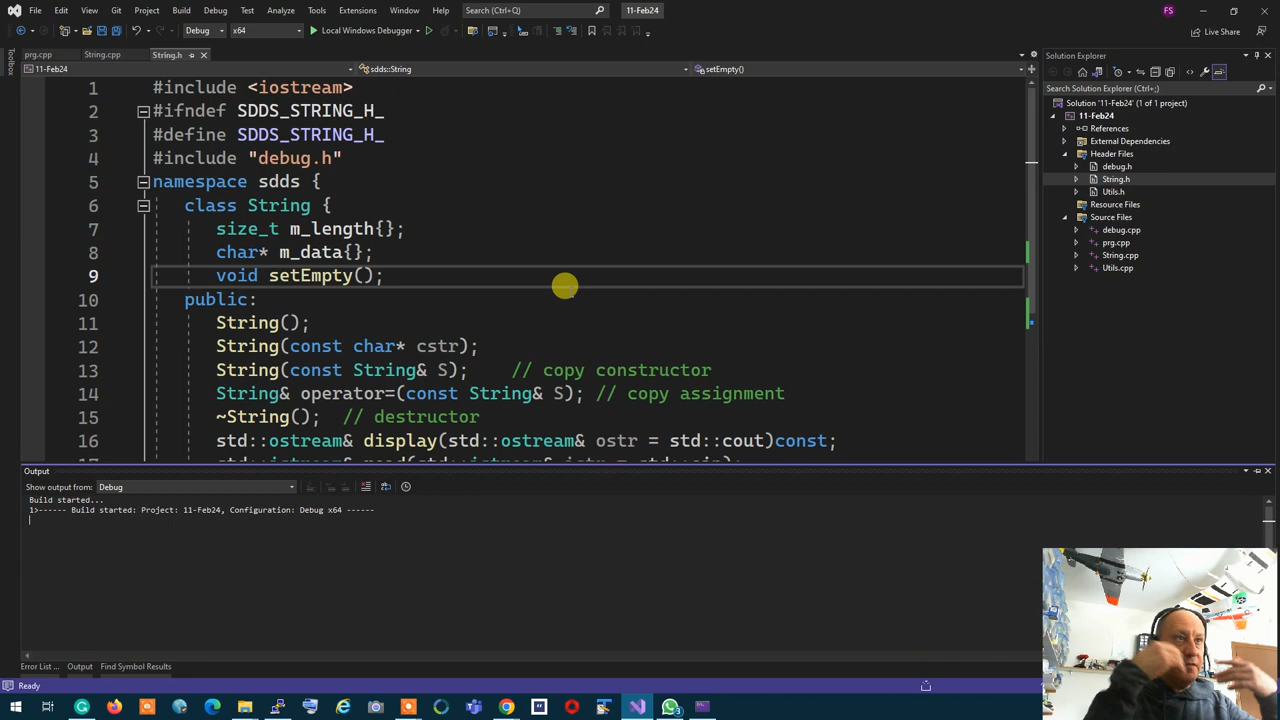 File Edit View Git Project Build Debug Test Analyze Tools Extensions Window Help Search (Ctrl+Q) 11-Feb24 FS
Debug x64 Local Windows Debugger Live Share
prg.cpp String.cpp String.h
Toolbox
11-Feb24 sdds::String setEmpty()
1 #include <iostream>
2 #ifndef SDDS_STRING_H_
3 #define SDDS_STRING_H_
4 #include "debug.h"
5 namespace sdds {
6 class String {
7 size_t m_length{};
8 char* m_data{};
9 void setEmpty();
10 public:
11 String();
12 String(const char* cstr);
13 String(const String& S); // copy constructor
14 String& operator=(const String& S); // copy assignment
15 ~String(); // destructor
16 std::ostream& display(std::ostream& ostr = std::cout)const;
Solution Explorer
Search Solution Explorer (Ctrl+;)
Solution '11-Feb24' (1 of 1 project)
11-Feb24
References
External Dependencies
Header Files
debug.h
String.h
Utils.h
Resource Files
Source Files
debug.cpp
prg.cpp
String.cpp
Utils.cpp
Output
Show output from: Debug
Build started...
1>------ Build started: Project: 11-Feb24, Configuration: Debug x64 ------
Error List ... Output Find Symbol Results
Ready